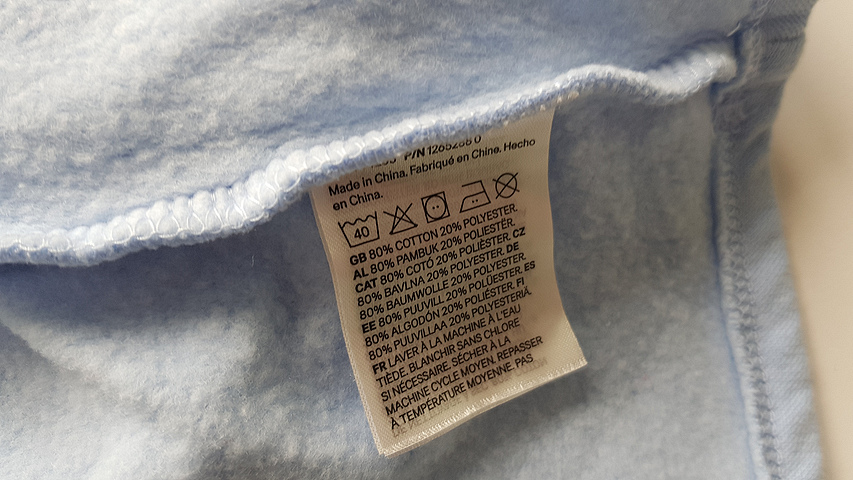 P/N 1285288 0
Made in China. Fabriqué en Chine. Hecho
en China.
40
GB 80% COTTON 20% POLYESTER.
AL 80% PAMBUK 20% POLIESTËR.
CAT 80% COTÓ 20% POLIÈSTER. CZ
80% BAVLNA 20% POLYESTER. DE
80% BAUMWOLLE 20% POLYESTER.
EE 80% PUUVILL 20% POLÜESTER. ES
80% ALGODÓN 20% POLIÉSTER. FI
80% PUUVILLAA 20% POLYESTERIÄ.
FR LAVER À LA MACHINE À L'EAU
TIÈDE. BLANCHIR SANS CHLORE
SI NÉCESSAIRE. SÉCHER À LA
MACHINE CYCLE MOYEN. REPASSER
À TEMPÉRATURE MOYENNE. PAS